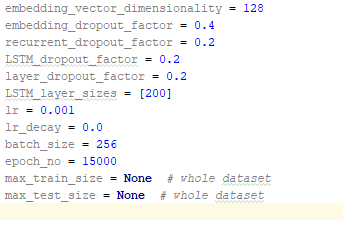 embedding_vector_dimensionality = 128
embedding_dropout_factor = 0.4
recurrent_dropout_factor = 0.2
LSTM_dropout_factor = 0.2
layer_dropout_factor = 0.2
LSTM_layer_sizes = [200]
lr = 0.001
lr_decay = 0.0
batch_size = 256
epoch_no = 15000
max_train_size = None  # whole dataset
max_test_size = None  # whole dataset